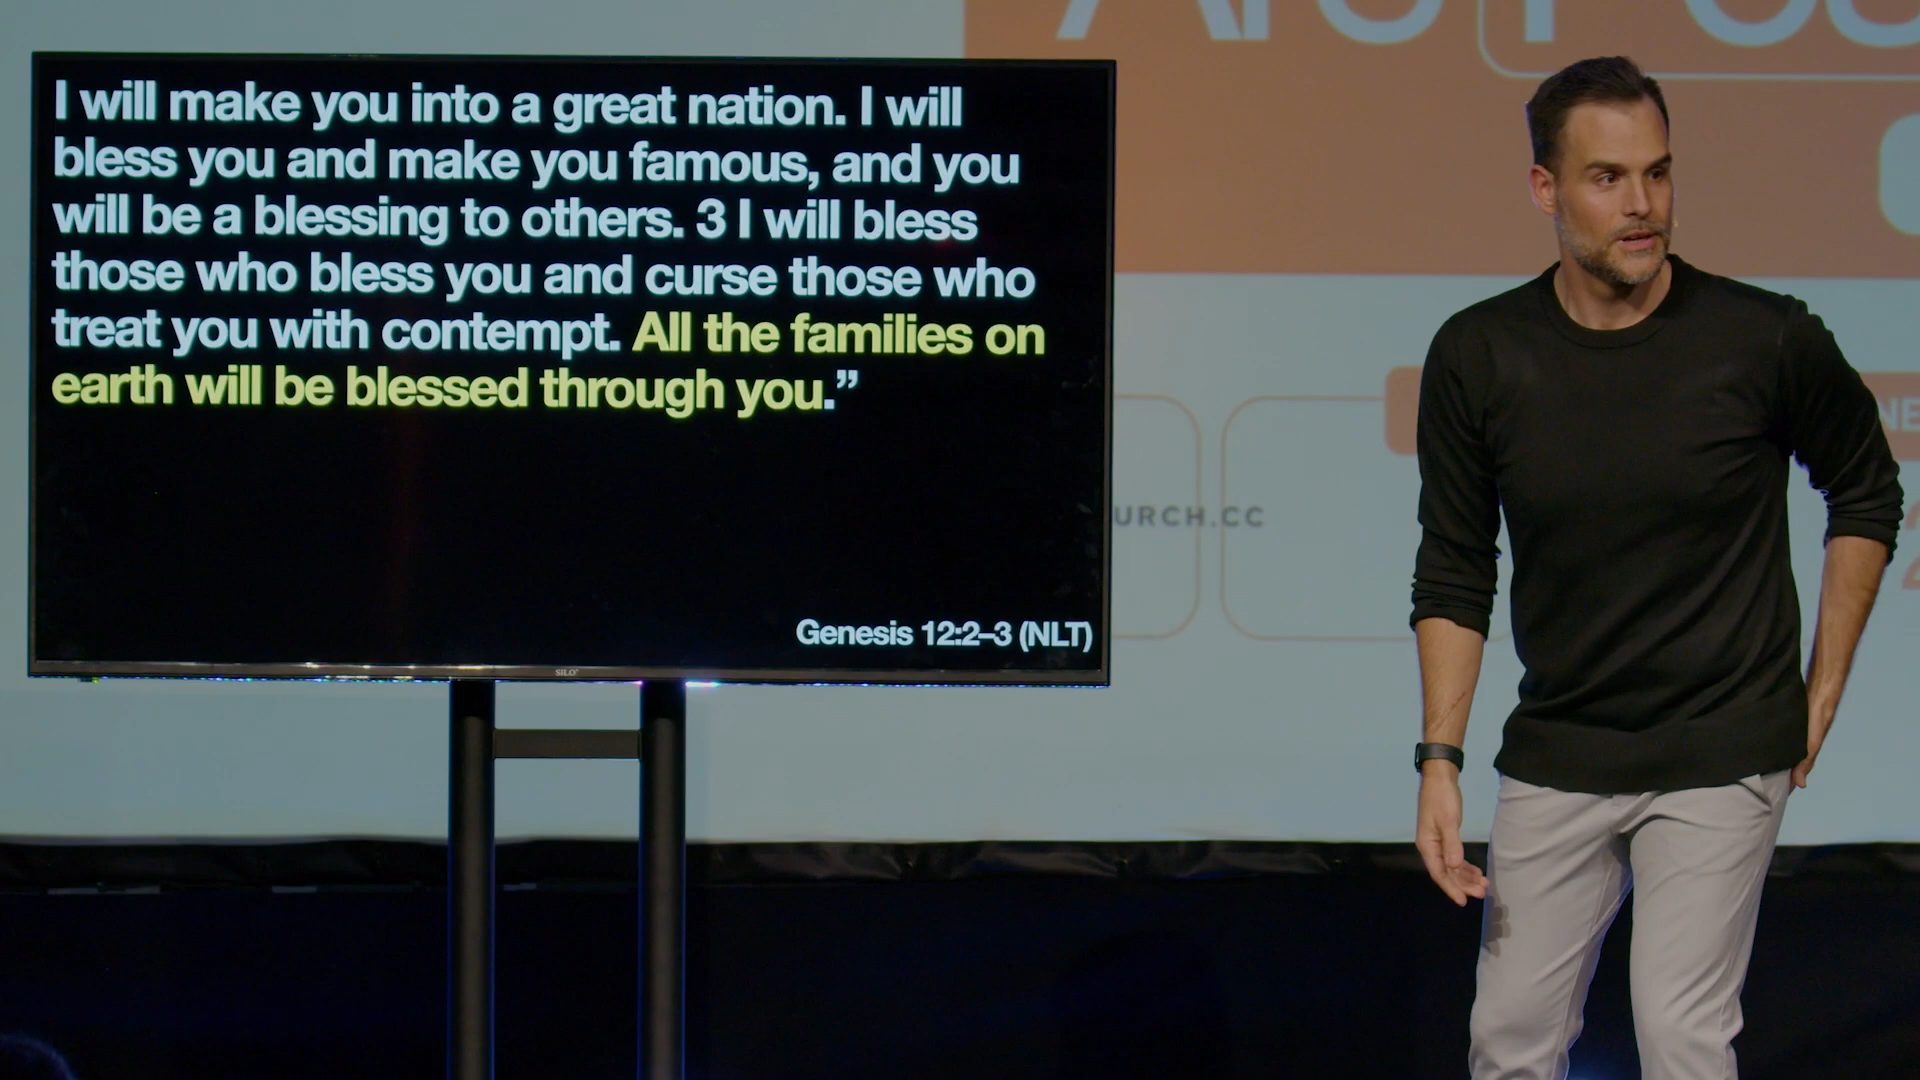 I will make you into a great nation. I will
bless you and make you famous, and you
will be a blessing to others. 3 I will bless
those who bless you and curse those who
treat you with contempt. All the families on
earth will be blessed through you.”
Genesis 12:2–3 (NLT)
SILO
URCH.CC
NE